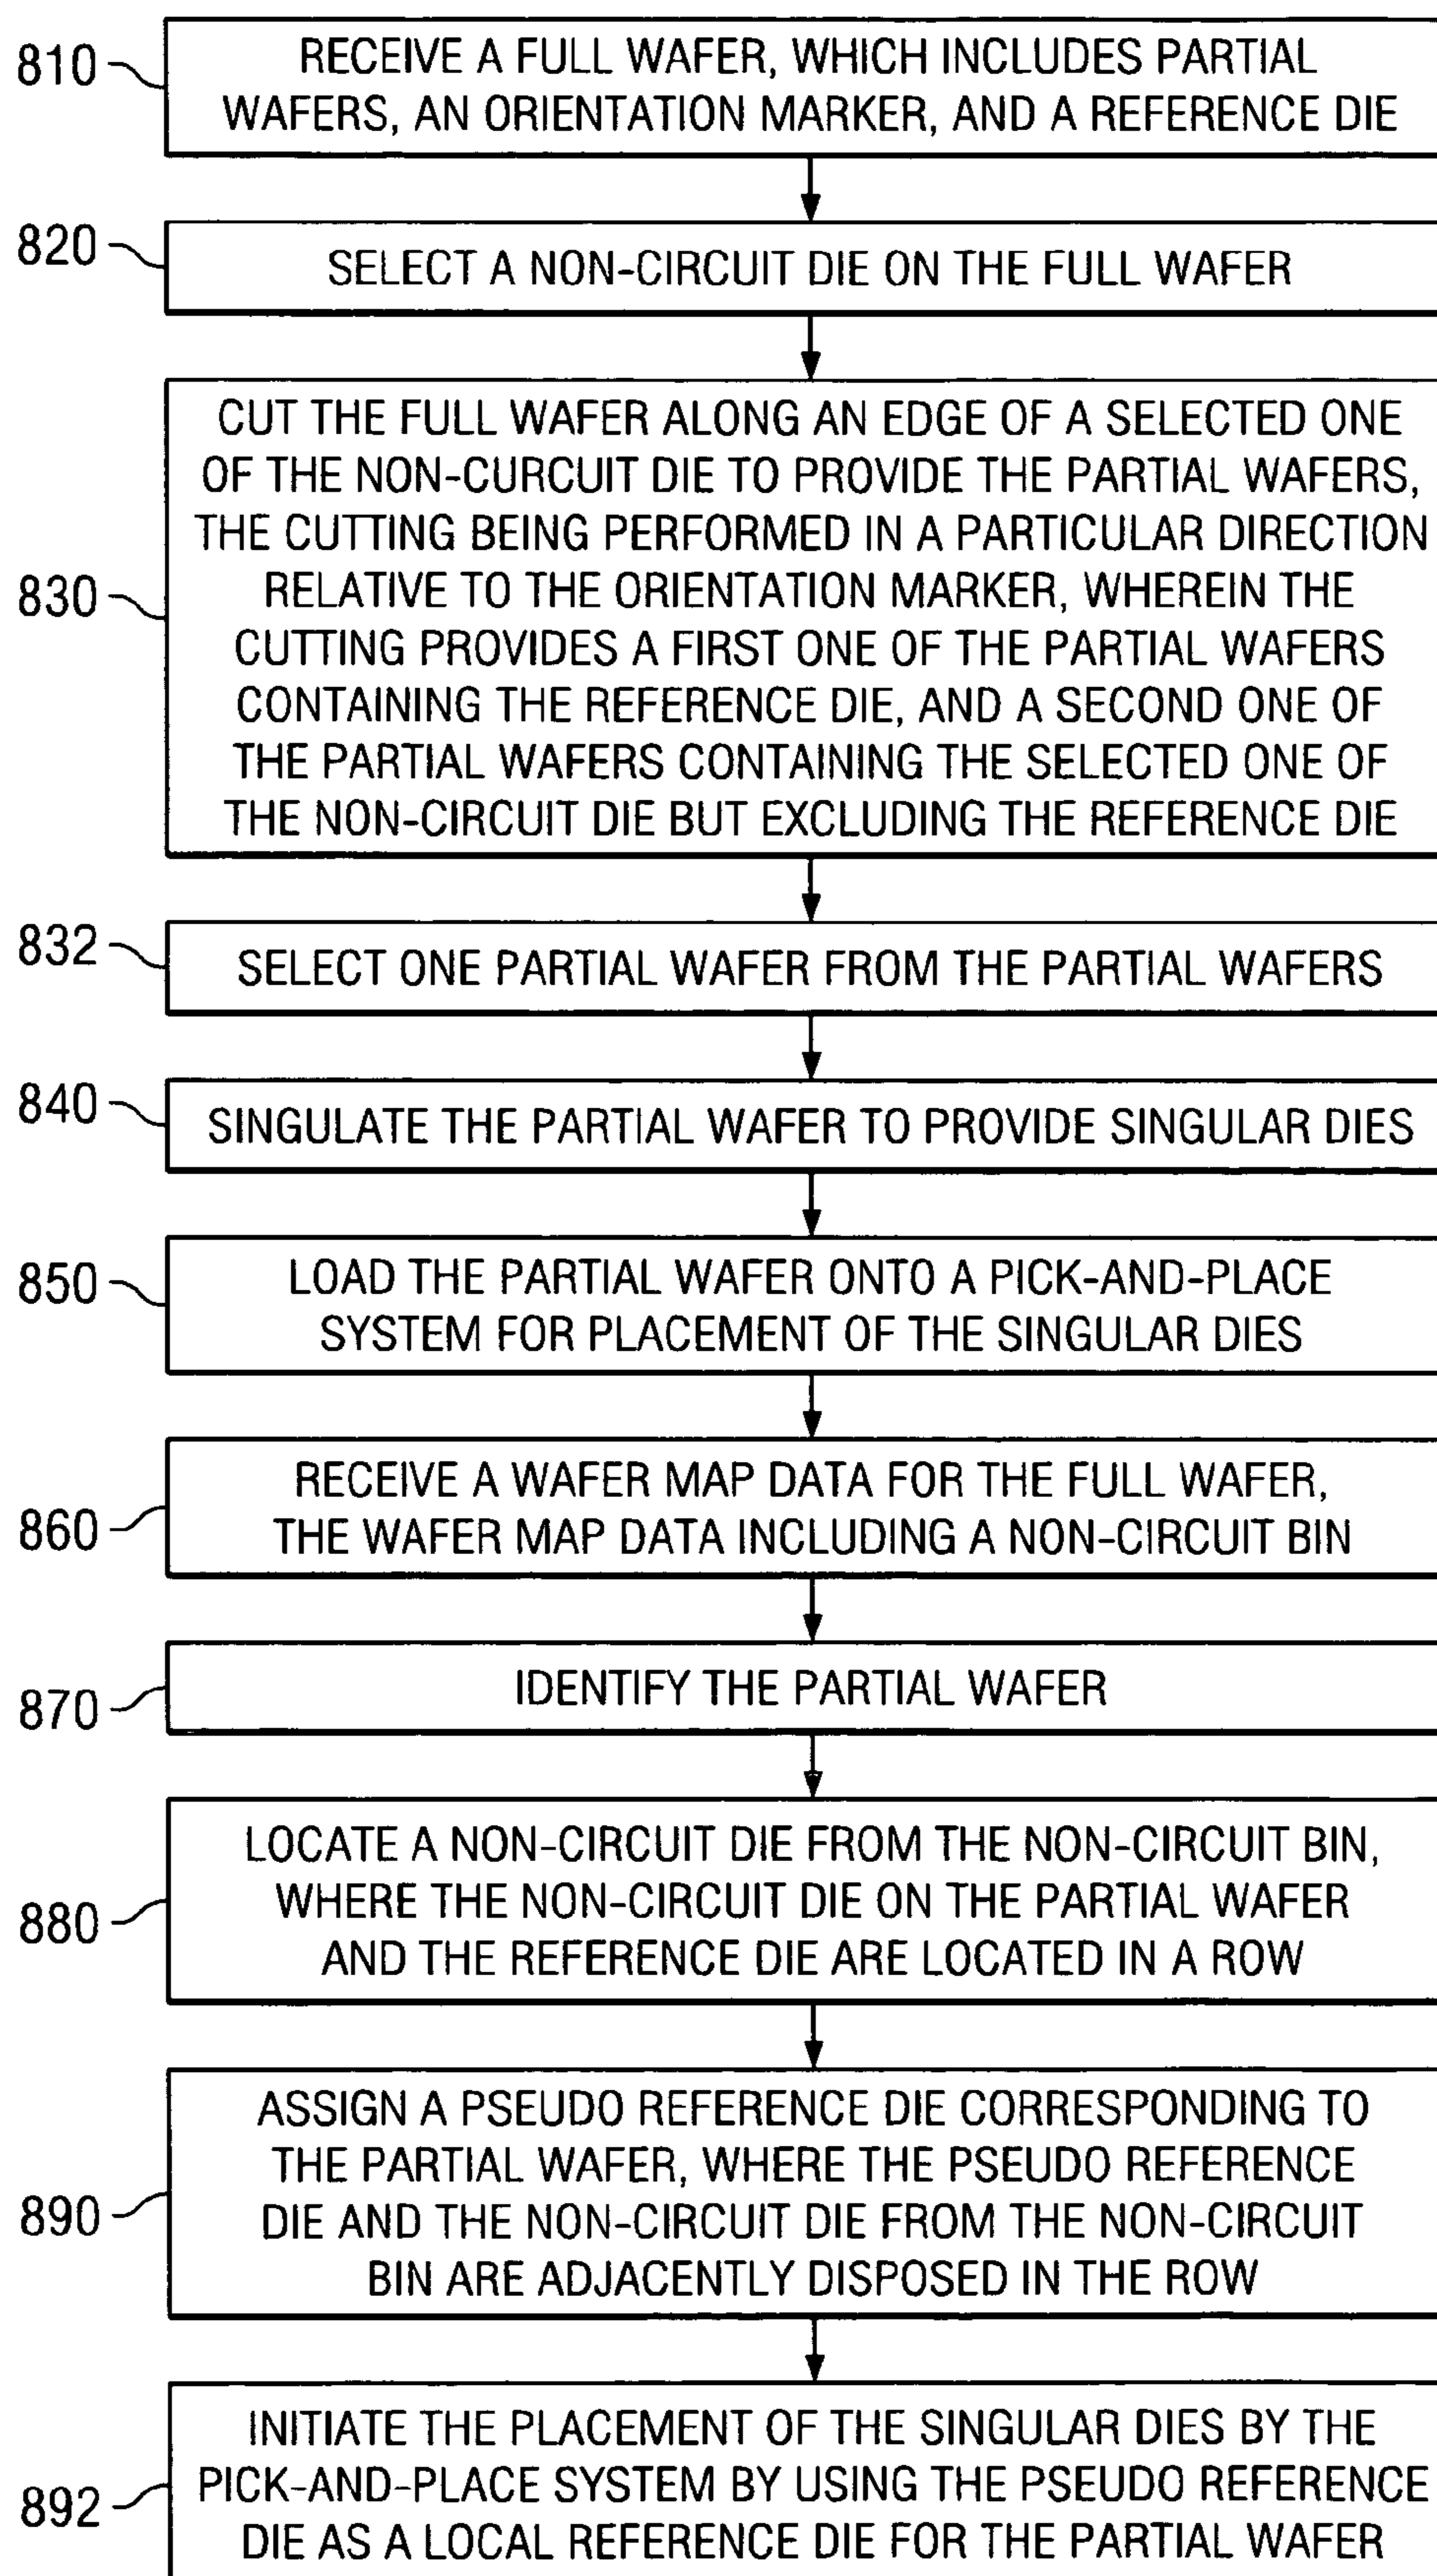 810
RECEIVE A FULL WAFER, WHICH INCLUDES PARTIAL
WAFERS, AN ORIENTATION MARKER, AND A REFERENCE DIE
820
SELECT A NON-CIRCUIT DIE ON THE FULL WAFER
830
CUT THE FULL WAFER ALONG AN EDGE OF A SELECTED ONE
OF THE NON-CURCUIT DIE TO PROVIDE THE PARTIAL WAFERS,
THE CUTTING BEING PERFORMED IN A PARTICULAR DIRECTION
RELATIVE TO THE ORIENTATION MARKER, WHEREIN THE
CUTTING PROVIDES A FIRST ONE OF THE PARTIAL WAFERS
CONTAINING THE REFERENCE DIE, AND A SECOND ONE OF
THE PARTIAL WAFERS CONTAINING THE SELECTED ONE OF
THE NON-CIRCUIT DIE BUT EXCLUDING THE REFERENCE DIE
832
SELECT ONE PARTIAL WAFER FROM THE PARTIAL WAFERS
840
SINGULATE THE PARTIAL WAFER TO PROVIDE SINGULAR DIES
850
LOAD THE PARTIAL WAFER ONTO A PICK-AND-PLACE
SYSTEM FOR PLACEMENT OF THE SINGULAR DIES
860
RECEIVE A WAFER MAP DATA FOR THE FULL WAFER,
THE WAFER MAP DATA INCLUDING A NON-CIRCUIT BIN
870
IDENTIFY THE PARTIAL WAFER
880
LOCATE A NON-CIRCUIT DIE FROM THE NON-CIRCUIT BIN,
WHERE THE NON-CIRCUIT DIE ON THE PARTIAL WAFER
AND THE REFERENCE DIE ARE LOCATED IN A ROW
890
ASSIGN A PSEUDO REFERENCE DIE CORRESPONDING TO
THE PARTIAL WAFER, WHERE THE PSEUDO REFERENCE
DIE AND THE NON-CIRCUIT DIE FROM THE NON-CIRCUIT
BIN ARE ADJACENTLY DISPOSED IN THE ROW
892
INITIATE THE PLACEMENT OF THE SINGULAR DIES BY THE
PICK-AND-PLACE SYSTEM BY USING THE PSEUDO REFERENCE
DIE AS A LOCAL REFERENCE DIE FOR THE PARTIAL WAFER